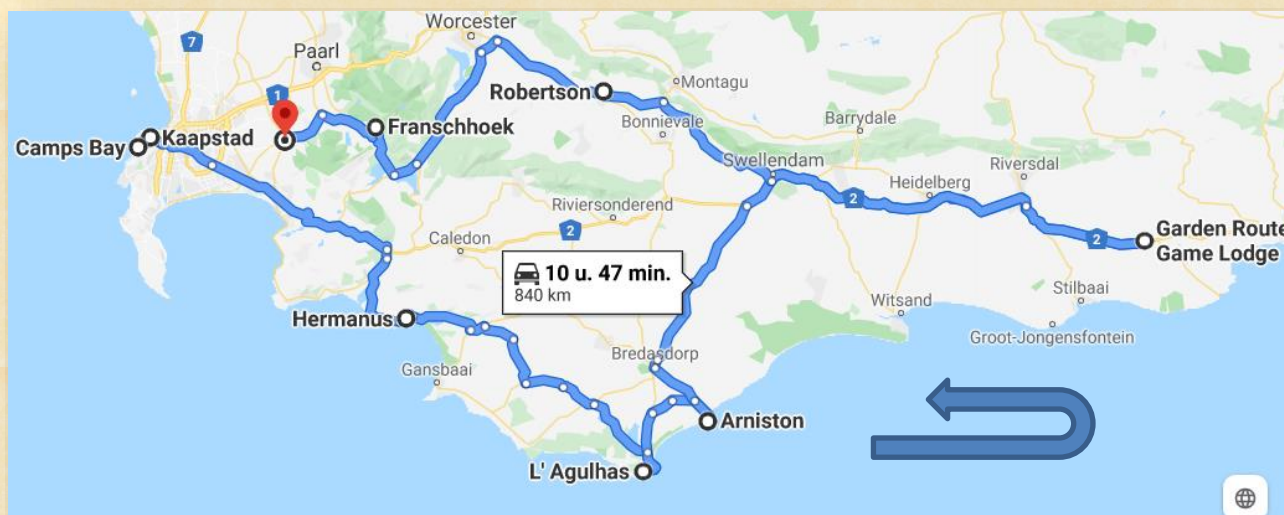 Worcester
7
Paarl
Montagu
Robertson
1
Bonnievale
Barrydale
Franschhoek
Kaapstad
Camps Bay
Swellendam
Riversdal
Heidelberg
2
Riviersonderend
2
Garden Route
Game Lodge
2
Caledon
10 u. 47 min.
840 km
Stilbaai
Witsand
Hermanus
Groot-Jongensfontein
Bredasdorp
Gansbaai
Arniston
L' Agulhas